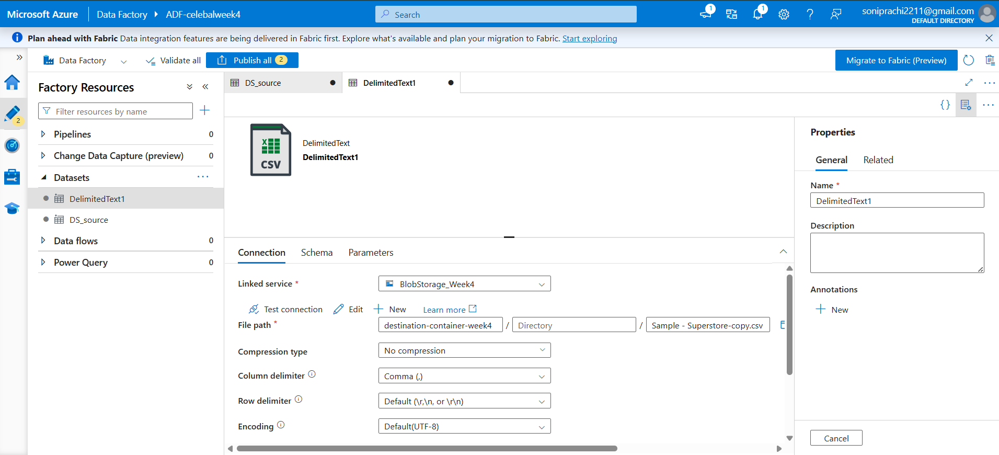 Microsoft Azure
Data Factory
ADF-celebalweek4
Search
1
1
?
soniprachi2211@gmail.com
DEFAULT DIRECTORY
Plan ahead with Fabric Data integration features are being delivered in Fabric first. Explore what's available and plan your migration to Fabric. Start exploring
Data Factory
Validate all
Publish all 2
Migrate to Fabric (Preview)
2
Factory Resources
Filter resources by name
Pipelines 0
Change Data Capture (preview) 0
Datasets
DelimitedText1
DS_source
Data flows 0
Power Query 0
DS_source
DelimitedText1
{}
X
CSV
DelimitedText
DelimitedText1
Connection Schema Parameters
Linked service * BlobStorage_Week4
Test connection Edit New Learn more
File path * destination-container-week4 / Directory / Sample - Superstore-copy.csv
Compression type No compression
Column delimiter Comma (,)
Row delimiter Default (\r,\n, or \r\n)
Encoding Default(UTF-8)
Properties
General Related
Name *
DelimitedText1
Description
Annotations
New
Cancel